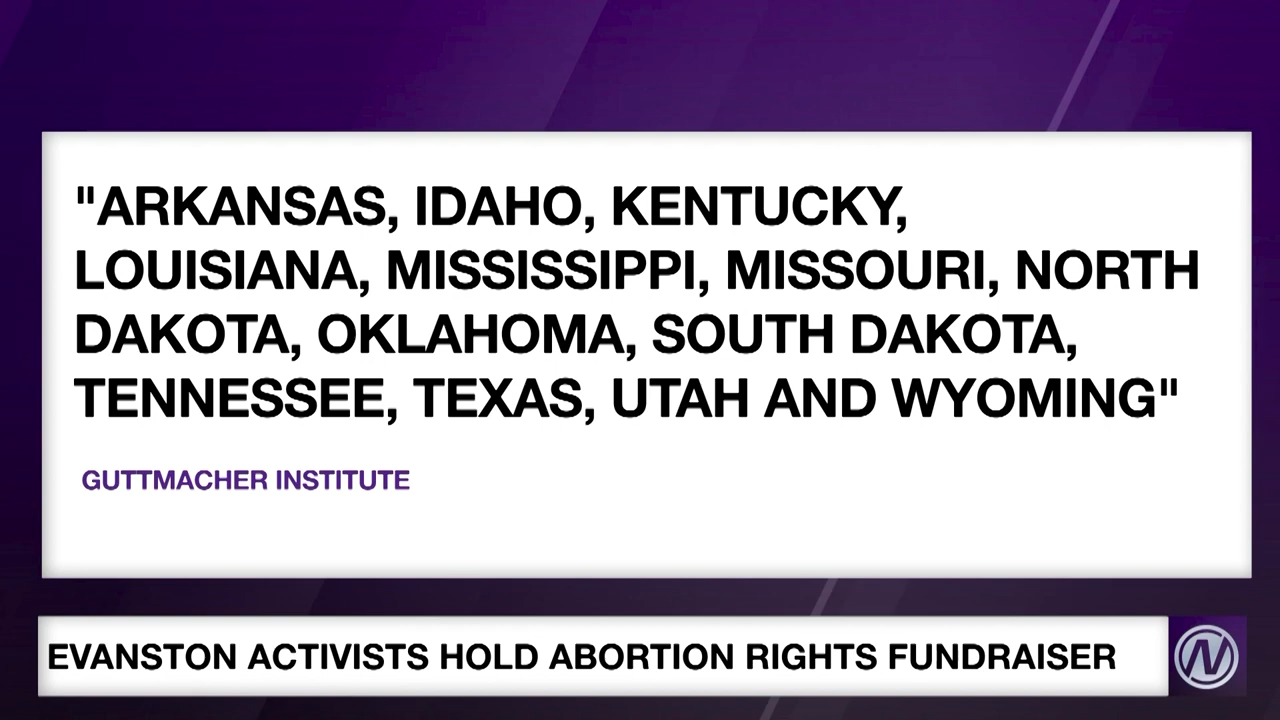 "ARKANSAS, IDAHO, KENTUCKY,
LOUISIANA, MISSISSIPPI, MISSOURI, NORTH
DAKOTA, OKLAHOMA, SOUTH DAKOTA,
TENNESSEE, TEXAS, UTAH AND WYOMING"
GUTTMACHER INSTITUTE
EVANSTON ACTIVISTS HOLD ABORTION RIGHTS FUNDRAISER
N